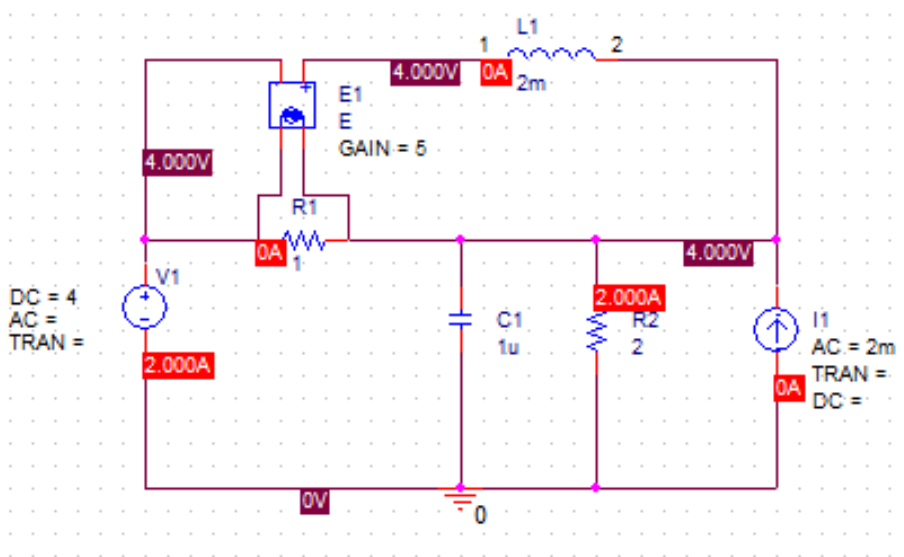 L1
1
2
4.000V
0A
2m
E1
E
GAIN = 5
4.000V
R1
0A
1
4.000V
V1
DC = 4
AC =
TRAN =
2.000A
C1
1u
2.000A
R2
2
I1
AC = 2m
TRAN =
DC =
0A
0V
0